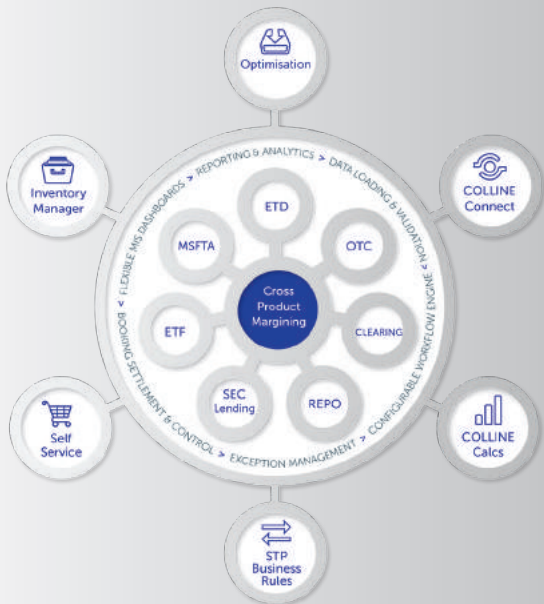 Optimisation
Inventory
Manager
COLLINE
Connect
FLEXIBLE MIS DASHBOARDS > REPORTING & ANALYTICS > DATA LOADING & VALIDATION > CONFIGURABLE WORKFLOW ENGINE > EXCEPTION MANAGEMENT > BOOKING SETTLEMENT & CONTROL >
ETD
MSFTA
OTC
Cross
Product
Margining
ETF
CLEARING
SEC
Lending
REPO
Self
Service
COLLINE
Calcs
STP
Business
Rules